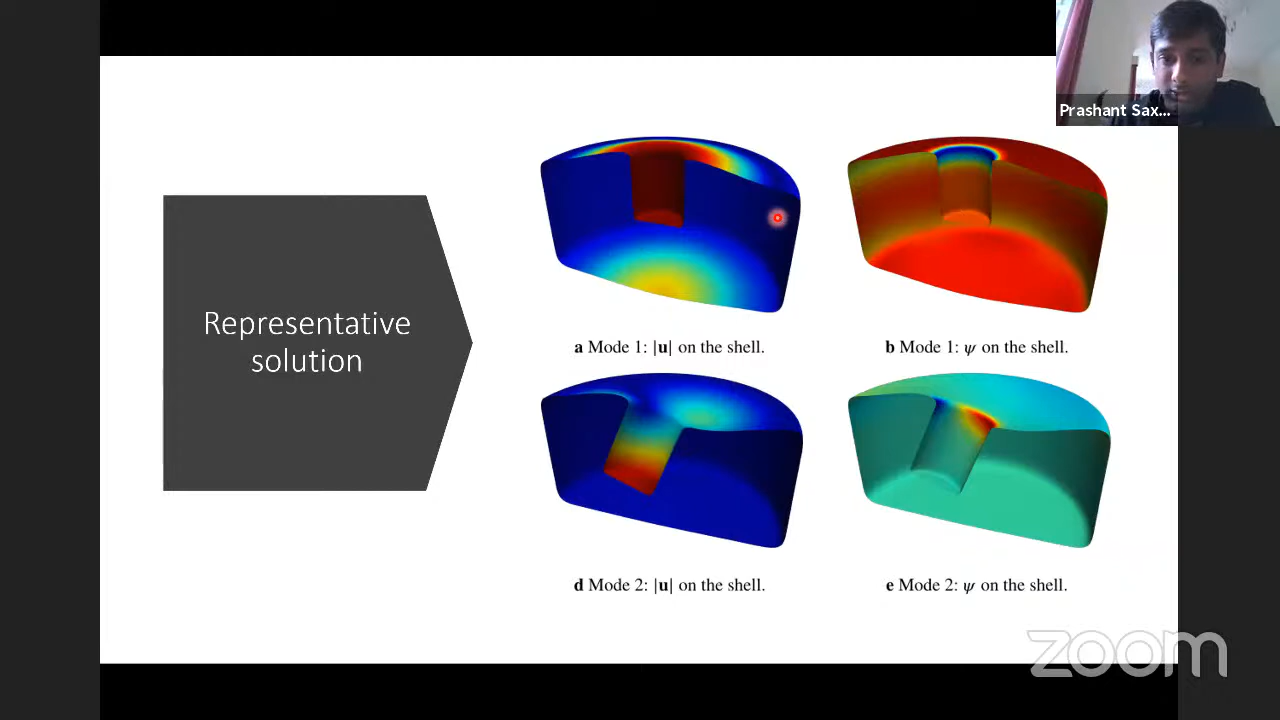 Prashant Sax...
Representative
solution
a Mode 1: |u| on the shell.
b Mode 1: ψ on the shell.
d Mode 2: |u| on the shell.
e Mode 2: ψ on the shell.
zoom